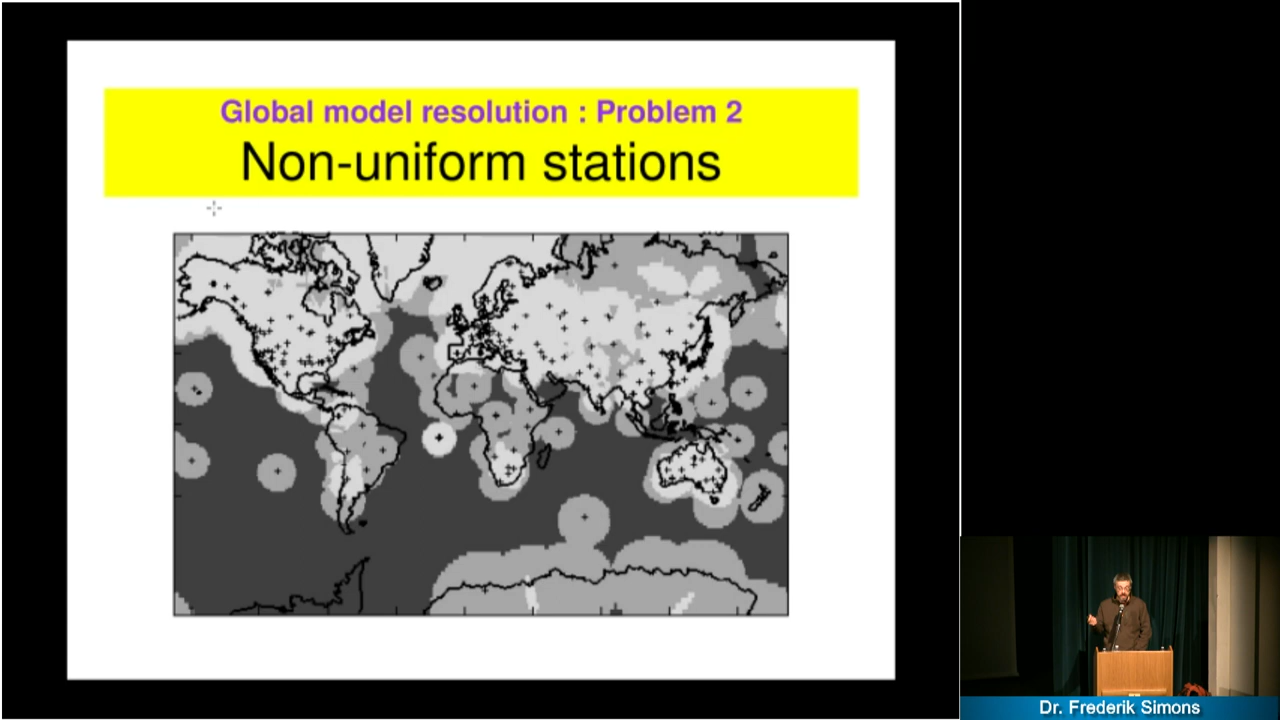 Global model resolution : Problem 2
Non-uniform stations
Dr. Frederik Simons